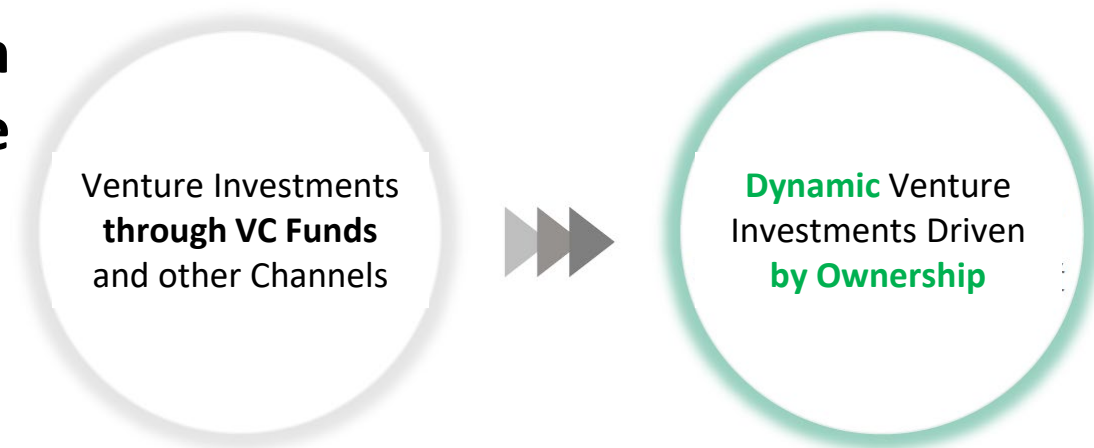 Venture Investments
through VC Funds
and other Channels
Dynamic Venture
Investments Driven
by Ownership